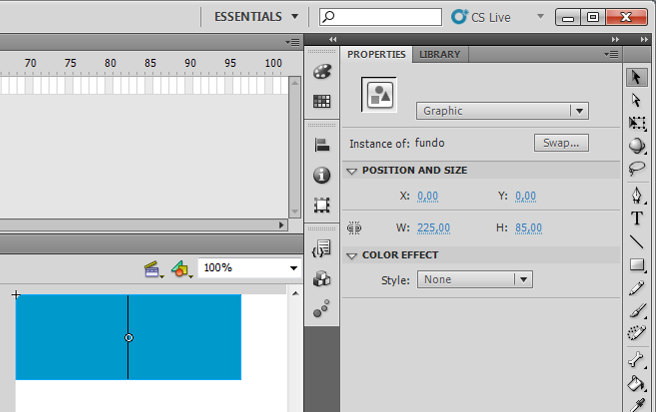 ESSENTIALS
CS Live
PROPERTIES LIBRARY
70 75 80 85 90 95 100
Graphic
Instance of: fundo Swap...
POSITION AND SIZE
X: 0,00 Y: 0,00
W: 225,00 H: 85,00
COLOR EFFECT
100%
Style: None
T